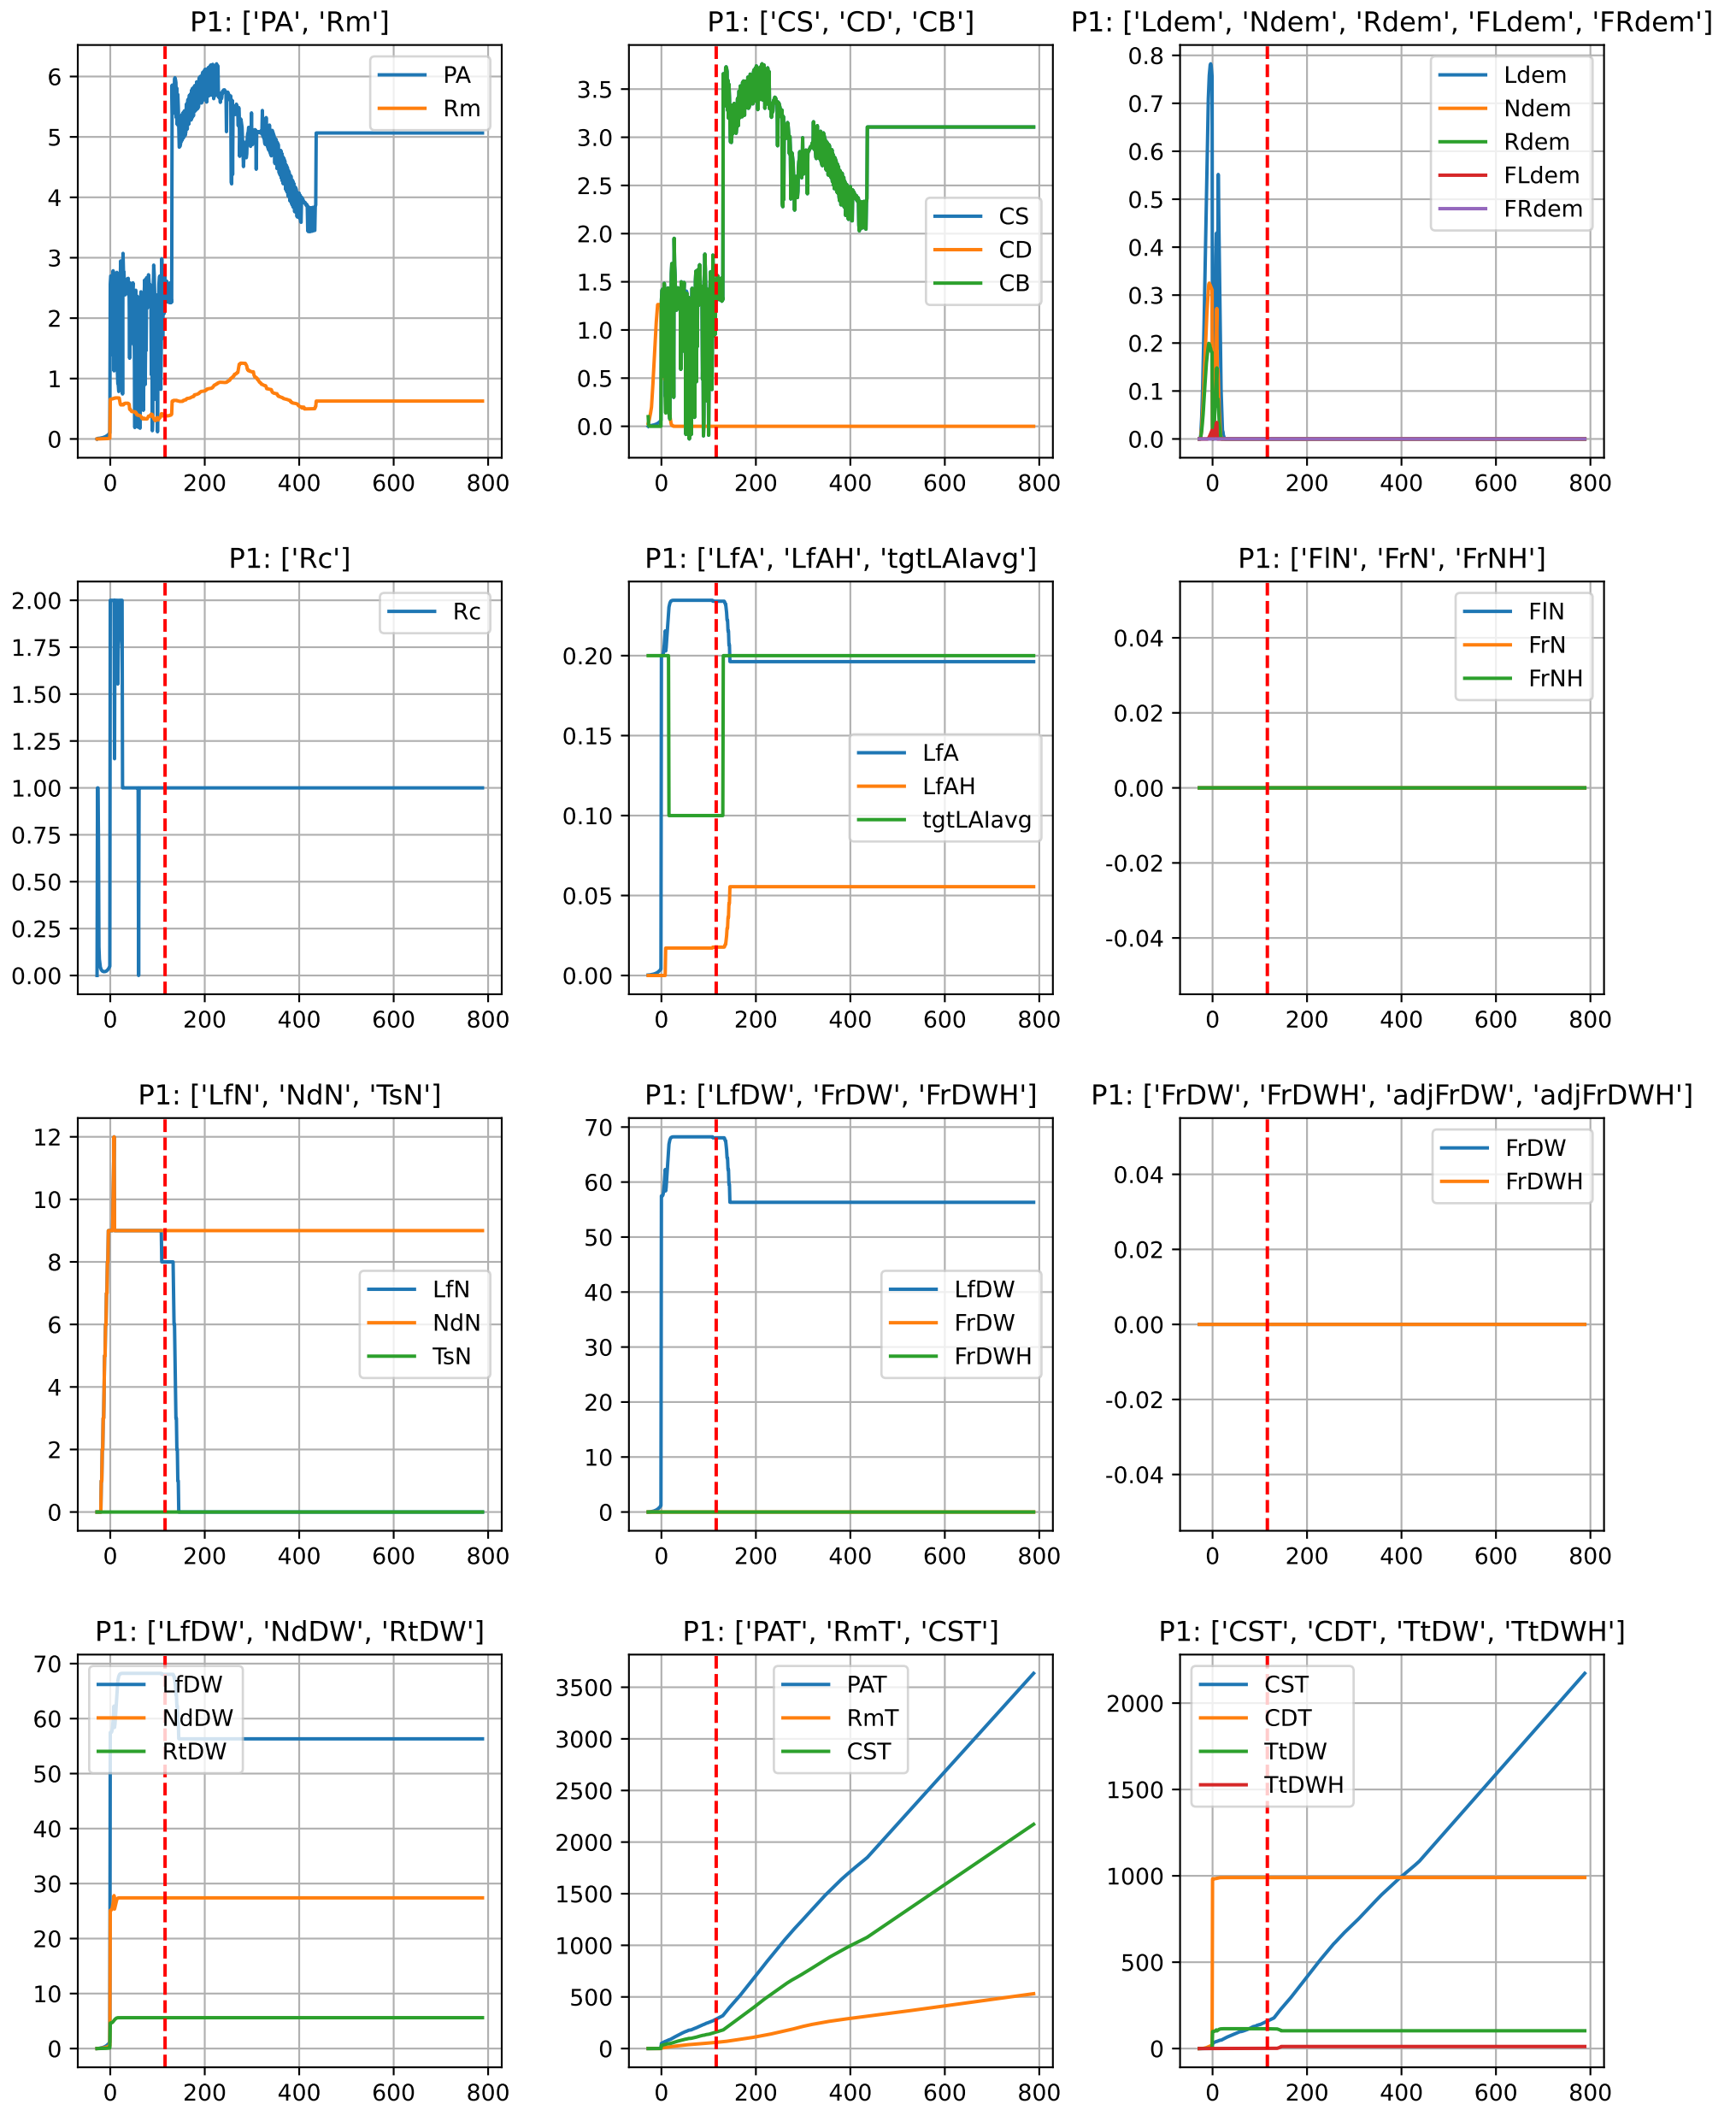 P1: ['PA', 'Rm']
6
5
4
3
2
1
0
0 200 400 600 800
PA
Rm
P1: ['CS', 'CD', 'CB']
3.5
3.0
2.5
2.0
1.5
1.0
0.5
0.0
0 200 400 600 800
CS
CD
CB
P1: ['Ldem', 'Ndem', 'Rdem', 'FLdem', 'FRdem']
0.8
0.7
0.6
0.5
0.4
0.3
0.2
0.1
0.0
0 200 400 600 800
Ldem
Ndem
Rdem
FLdem
FRdem
P1: ['Rc']
2.00
1.75
1.50
1.25
1.00
0.75
0.50
0.25
0.00
0 200 400 600 800
Rc
P1: ['LfA', 'LfAH', 'tgtLAIavg']
0.20
0.15
0.10
0.05
0.00
0 200 400 600 800
LfA
LfAH
tgtLAIavg
P1: ['FlN', 'FrN', 'FrNH']
0.04
0.02
0.00
-0.02
-0.04
0 200 400 600 800
FlN
FrN
FrNH
P1: ['LfN', 'NdN', 'TsN']
12
10
8
6
4
2
0
0 200 400 600 800
LfN
NdN
TsN
P1: ['LfDW', 'FrDW', 'FrDWH']
70
60
50
40
30
20
10
0
0 200 400 600 800
LfDW
FrDW
FrDWH
P1: ['FrDW', 'FrDWH', 'adjFrDW', 'adjFrDWH']
0.04
0.02
0.00
-0.02
-0.04
0 200 400 600 800
FrDW
FrDWH
P1: ['LfDW', 'NdDW', 'RtDW']
70
60
50
40
30
20
10
0
0 200 400 600 800
LfDW
NdDW
RtDW
P1: ['PAT', 'RmT', 'CST']
3500
3000
2500
2000
1500
1000
500
0
0 200 400 600 800
PAT
RmT
CST
P1: ['CST', 'CDT', 'TtDW', 'TtDWH']
2000
1500
1000
500
0
0 200 400 600 800
CST
CDT
TtDW
TtDWH